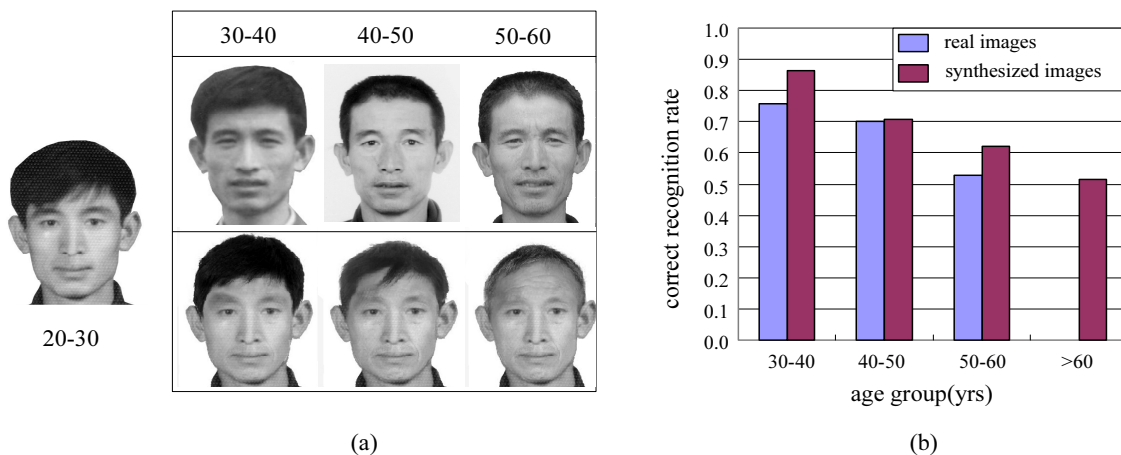 30-40 40-50 50-60
20-30
(a)
real images
synthesized images
correct recognition rate
1.0
0.9
0.8
0.7
0.6
0.5
0.4
0.3
0.2
0.1
0.0
30-40 40-50 50-60 >60
age group(yrs)
(b)